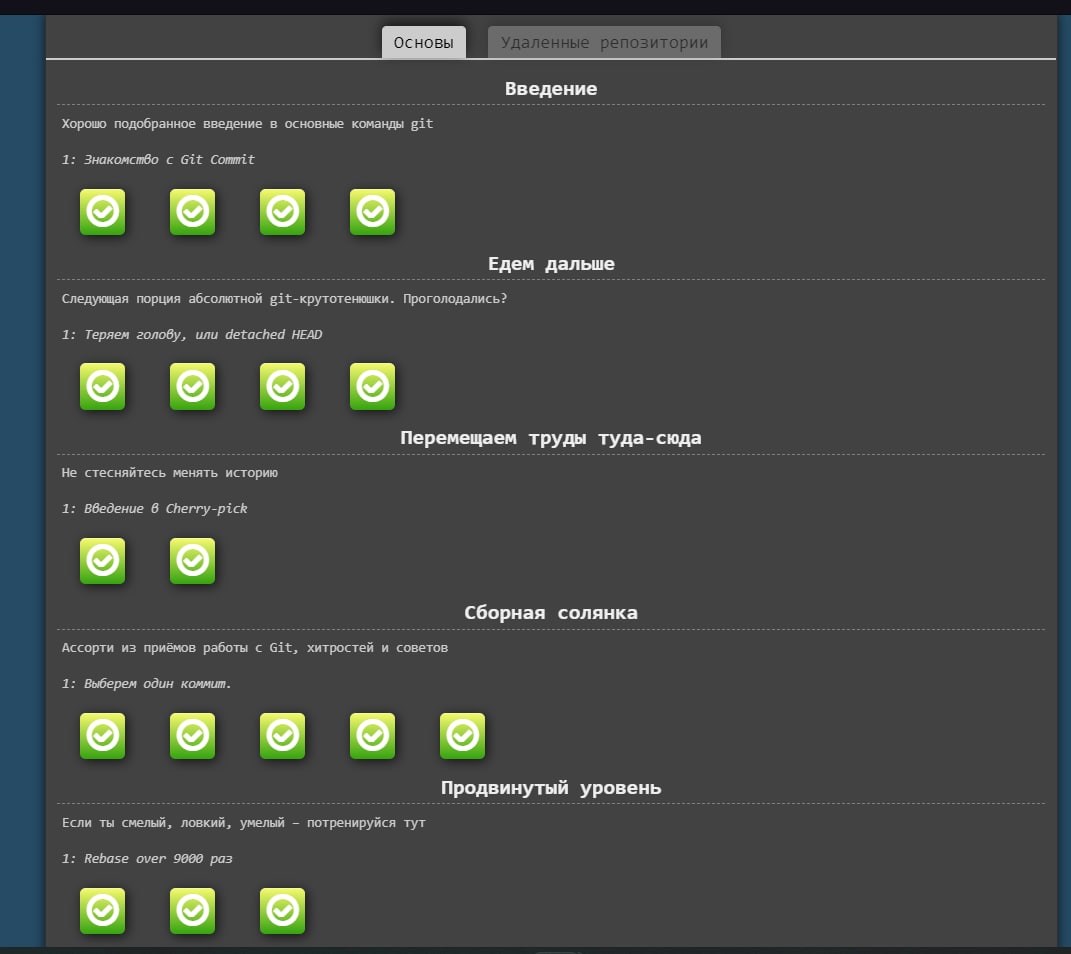 Основы Удаленные репозитории
Введение
Хорошо подобранное введение в основные команды git
1: Знакомство с Git Commit
Едем дальше
Следующая порция абсолютной git-крутотенюшки. Проголодались?
1: Теряем голову, или detached HEAD
Перемещаем труды туда-сюда
Не стесняйтесь менять историю
1: Введение в Cherry-pick
Сборная солянка
Ассорти из приёмов работы с Git, хитростей и советов
1: Выберем один коммит.
Продвинутый уровень
Если ты смелый, ловкий, умелый – потренируйся тут
1: Rebase over 9000 раз